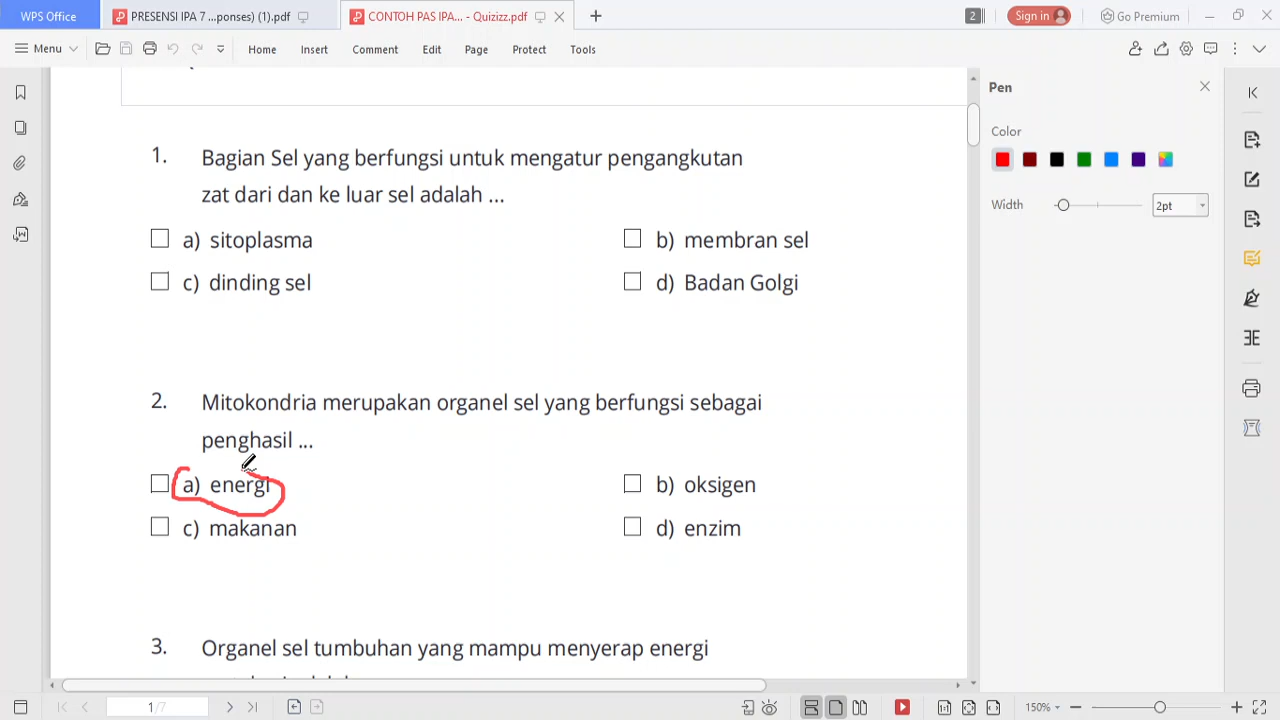 WPS Office
PRESENSI IPA 7 ...ponses) (1).pdf
CONTOH PAS IPA... - Quizizz.pdf
2
Sign in
Go Premium
Menu
Home
Insert
Comment
Edit
Page
Protect
Tools
1. Bagian Sel yang berfungsi untuk mengatur pengangkutan
zat dari dan ke luar sel adalah ...
a) sitoplasma
b) membran sel
c) dinding sel
d) Badan Golgi
2. Mitokondria merupakan organel sel yang berfungsi sebagai
penghasil ...
a) energi
b) oksigen
c) makanan
d) enzim
3. Organel sel tumbuhan yang mampu menyerap energi
Pen
Color
Width
2pt
1/7
150%